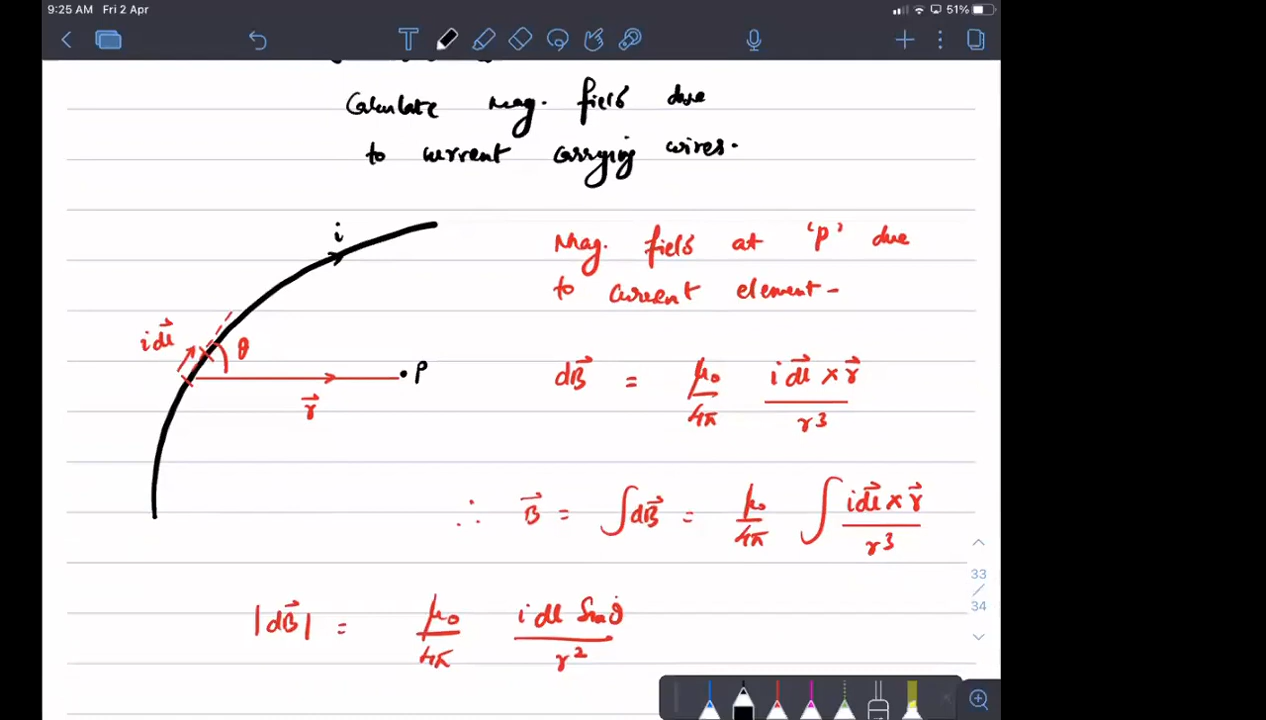 9:25 AM Fri 2 Apr
51%
T
Calculate Mag. field due
to current carrying wires.
i
Mag. field at 'P' due
to current element-
i dl⃗
θ
P
r⃗
dB⃗ = μ₀/4π i dl⃗ × r⃗/r³
∴ B⃗ = ∫dB⃗ = μ₀/4π ∫ i dl⃗ × r⃗/r³
33
/
34
|dB⃗| = μ₀/4π i dl Sinθ/r²